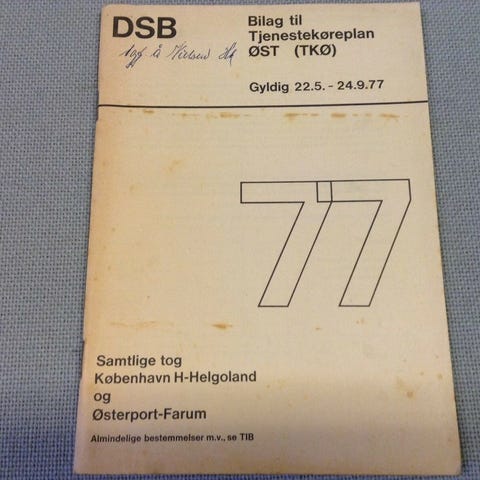 DSB
Bilag til
Tjenestekøreplan
ØST (TKØ)
Nielsen
Gyldig 22.5. - 24.9.77
77
Samtlige tog
København H-Helgoland
og
Østerport-Farum
Almindelige bestemmelser m.v., se TIB